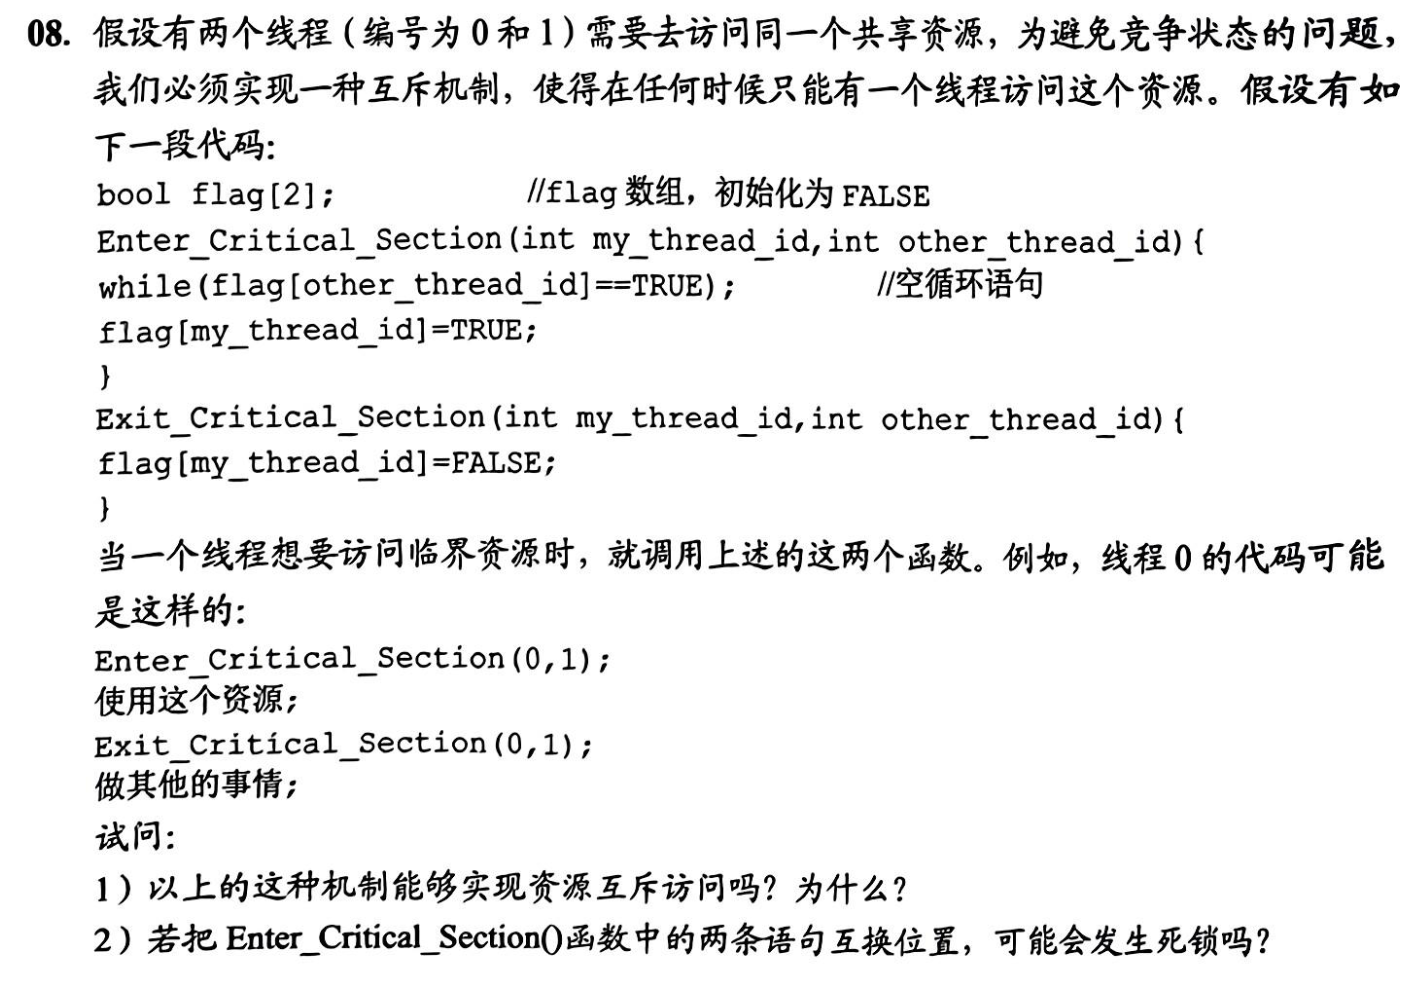 08. 假设有两个线程（编号为 0 和 1）需要去访问同一个共享资源，为避免竞争状态的问题，
我们必须实现一种互斥机制，使得在任何时候只能有一个线程访问这个资源。假设有如
下一段代码：
bool flag[2]; //flag 数组，初始化为 FALSE
Enter_Critical_Section(int my_thread_id,int other_thread_id){
while(flag[other_thread_id]==TRUE); //空循环语句
flag[my_thread_id]=TRUE;
}
Exit_Critical_Section(int my_thread_id,int other_thread_id){
flag[my_thread_id]=FALSE;
}
当一个线程想要访问临界资源时，就调用上述的这两个函数。例如，线程 0 的代码可能
是这样的：
Enter_Critical_Section(0,1);
使用这个资源;
Exit_Critical_Section(0,1);
做其他的事情;
试问：
1）以上的这种机制能够实现资源互斥访问吗？为什么？
2）若把 Enter_Critical_Section()函数中的两条语句互换位置，可能会发生死锁吗？